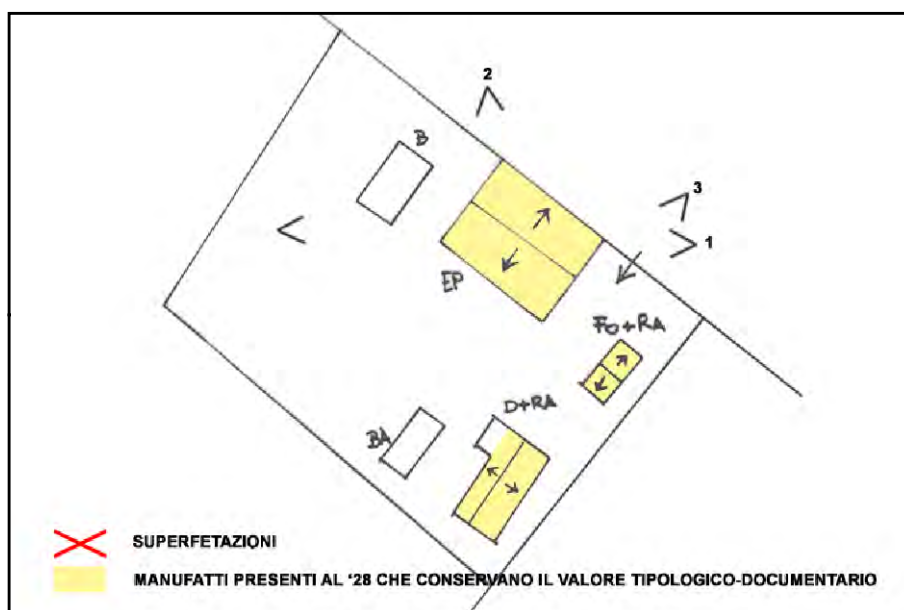 2
B
3
1
EP
FO+RA
D+RA
BA
SUPERFETAZIONI
MANUFATTI PRESENTI AL '28 CHE CONSERVANO IL VALORE TIPOLOGICO-DOCUMENTARIO